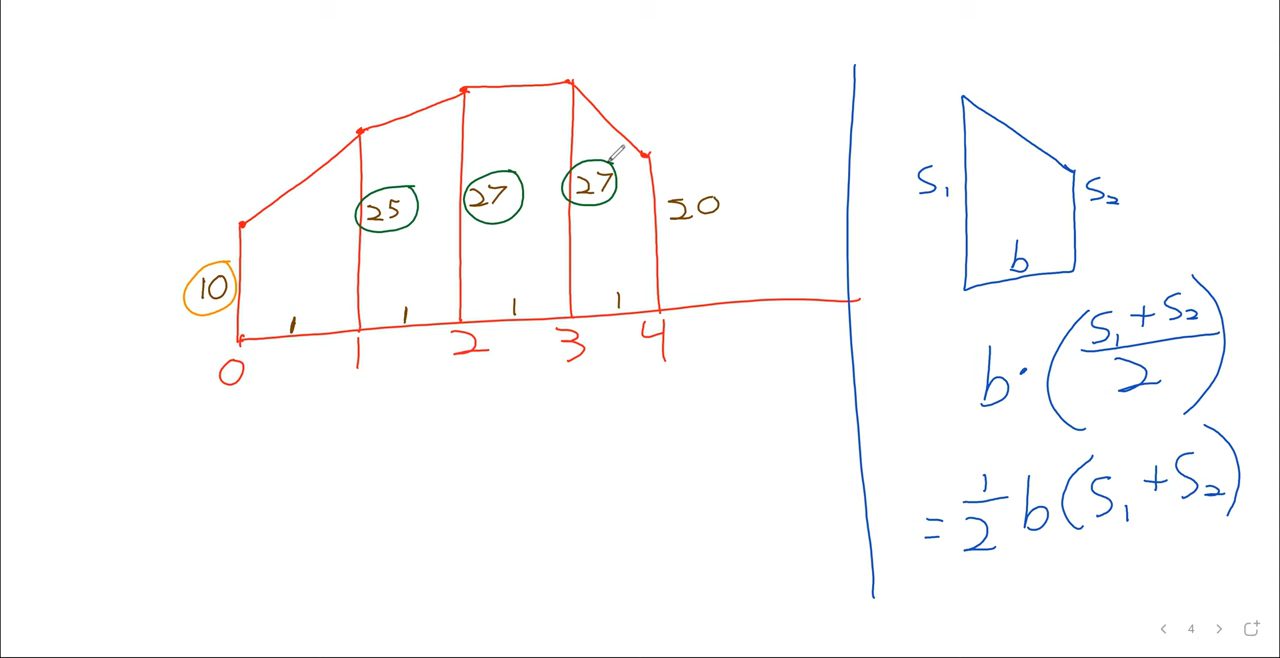 10 25 27 27 20
1 1 1 1
0 1 2 3 4
S₁ S₂
b
b · (S₁ + S₂ / 2)
= 1/2 b(S₁ + S₂)
4